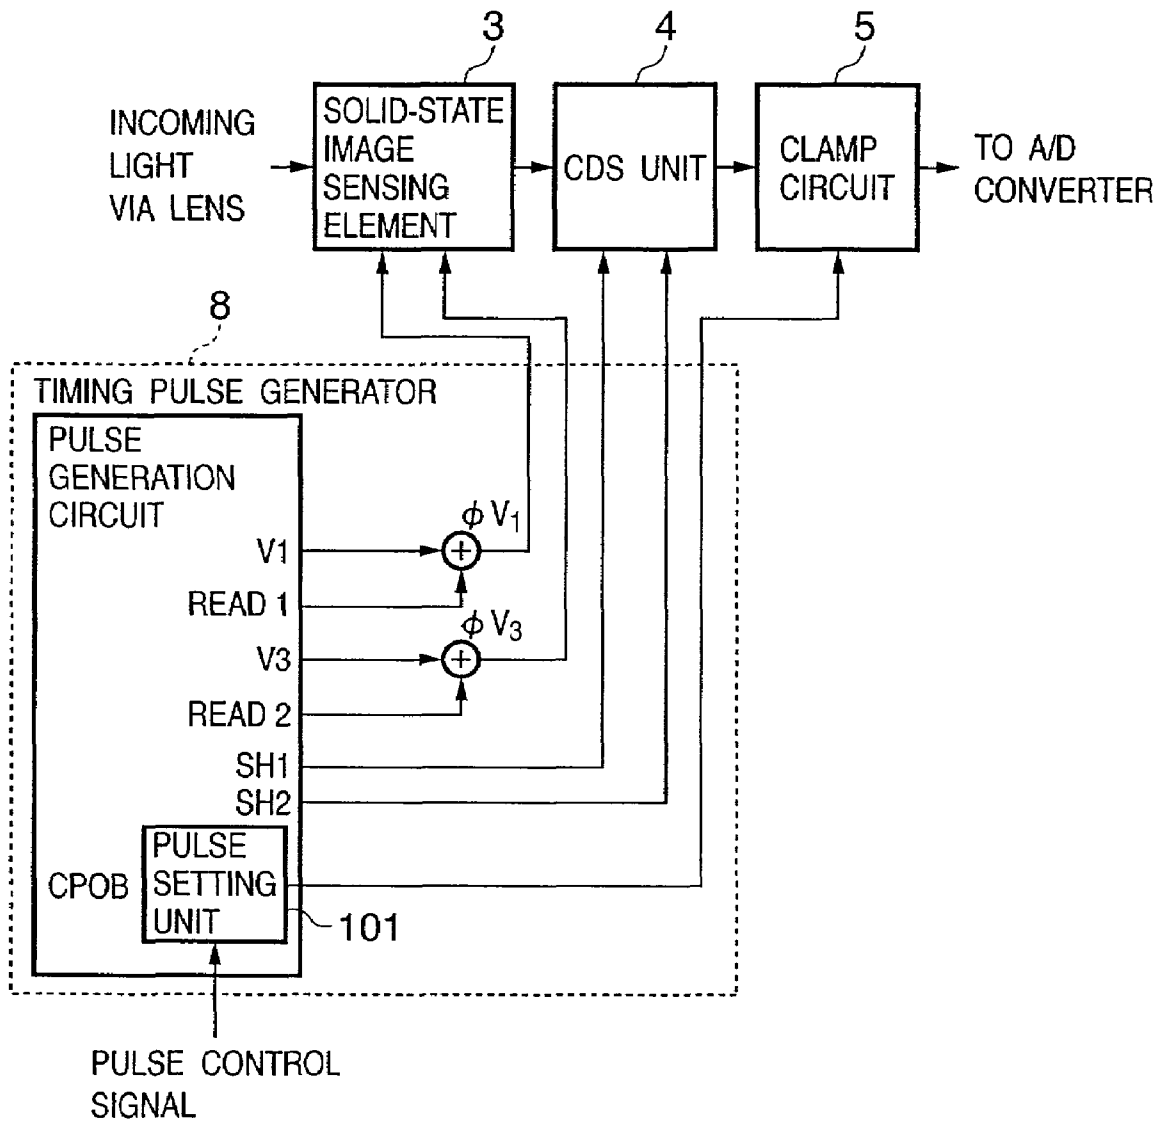 3
4
5
INCOMING
LIGHT
VIA LENS
SOLID-STATE
IMAGE
SENSING
ELEMENT
CDS UNIT
CLAMP
CIRCUIT
TO A/D
CONVERTER
8
TIMING PULSE GENERATOR
PULSE
GENERATION
CIRCUIT
V1
φV1
+
READ 1
V3
φV3
+
READ 2
SH1
SH2
CPOB
PULSE
SETTING
UNIT
101
PULSE CONTROL
SIGNAL